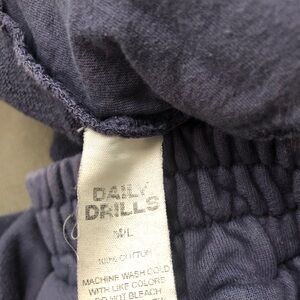 DAILY
DRILLS
M/L
100% COTTON
MACHINE WASH COLD
WITH LIKE COLORS
DO NOT BLEACH